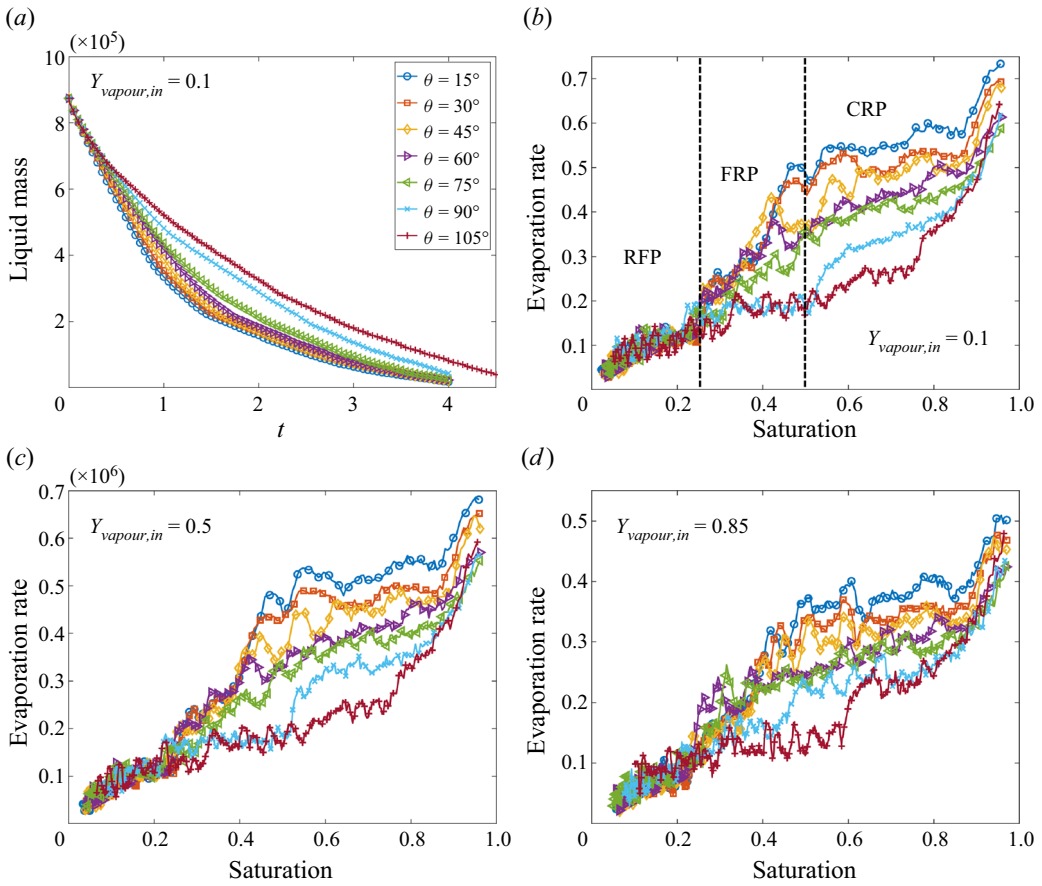 (a)
(×10⁵)
10
8
6
4
2
0
1
2
3
4
Liquid mass
t
Y_vapour,in = 0.1
θ = 15°
θ = 30°
θ = 45°
θ = 60°
θ = 75°
θ = 90°
θ = 105°
(b)
0.7
0.6
0.5
0.4
0.3
0.2
0.1
0
0.2
0.4
0.6
0.8
1.0
Evaporation rate
Saturation
RFP
FRP
CRP
Y_vapour,in = 0.1
(c)
(×10⁶)
0.7
0.6
0.5
0.4
0.3
0.2
0.1
0
0.2
0.4
0.6
0.8
1.0
Evaporation rate
Saturation
Y_vapour,in = 0.5
(d)
0.5
0.4
0.3
0.2
0.1
0
0.2
0.4
0.6
0.8
1.0
Evaporation rate
Saturation
Y_vapour,in = 0.85